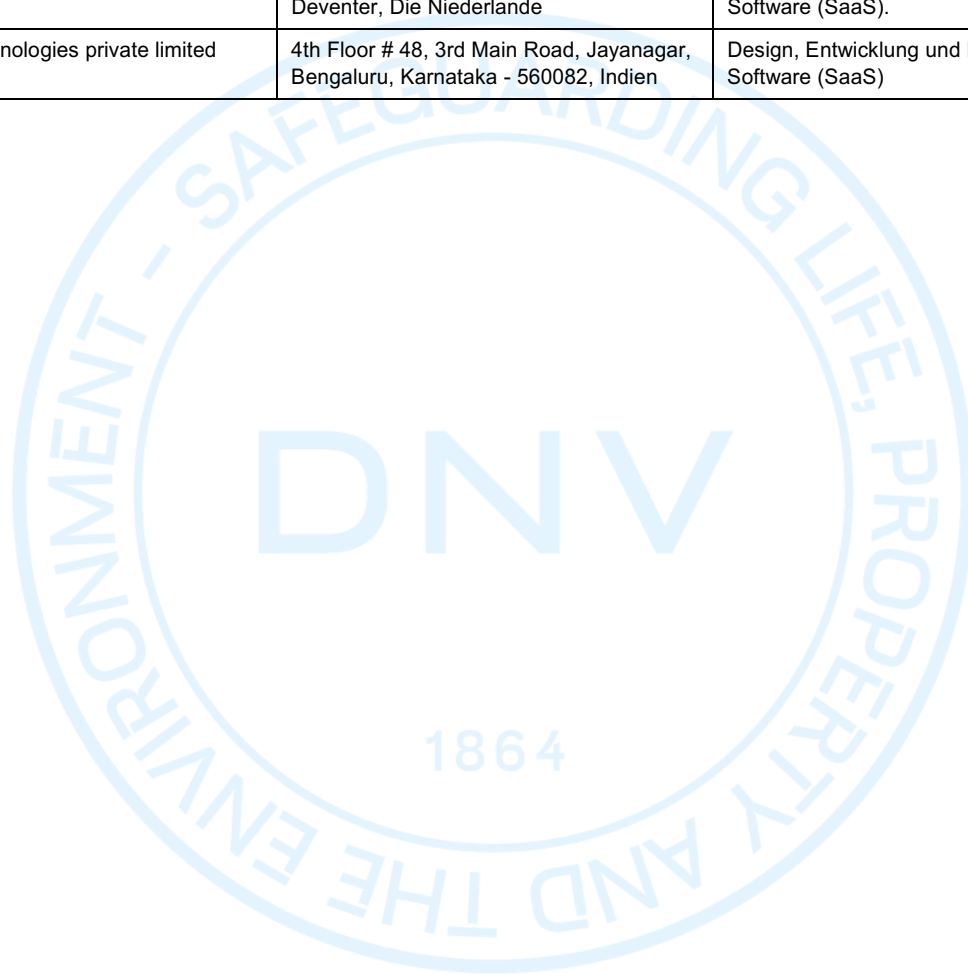 Deventer, Die Niederlande
Software (SaaS).
nologies private limited
4th Floor # 48, 3rd Main Road, Jayanagar,
Bengaluru, Karnataka - 560082, Indien
Design, Entwicklung und
Software (SaaS)
SAFEGUARDING LIFE, PROPERTY AND THE ENVIRONMENT -
DNV
1864